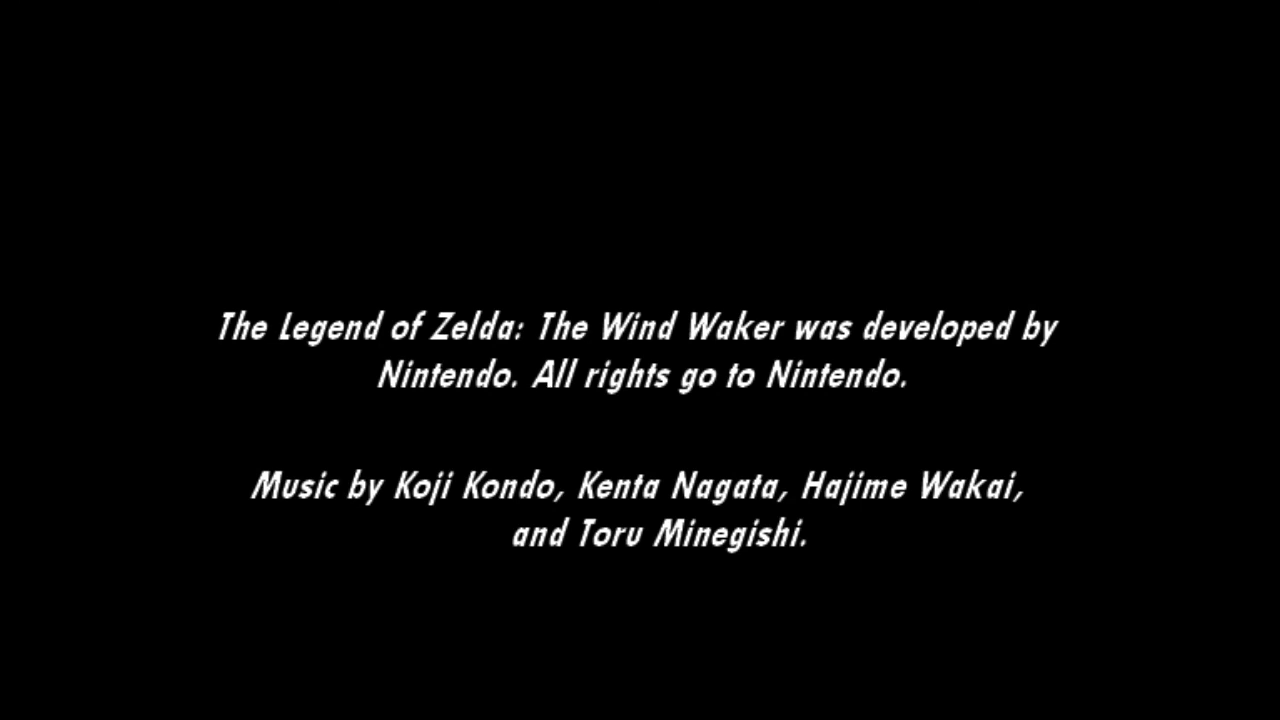 The Legend of Zelda: The Wind Waker was developed by
Nintendo. All rights go to Nintendo.
Music by Koji Kondo, Kenta Nagata, Hajime Wakai,
and Toru Minegishi.